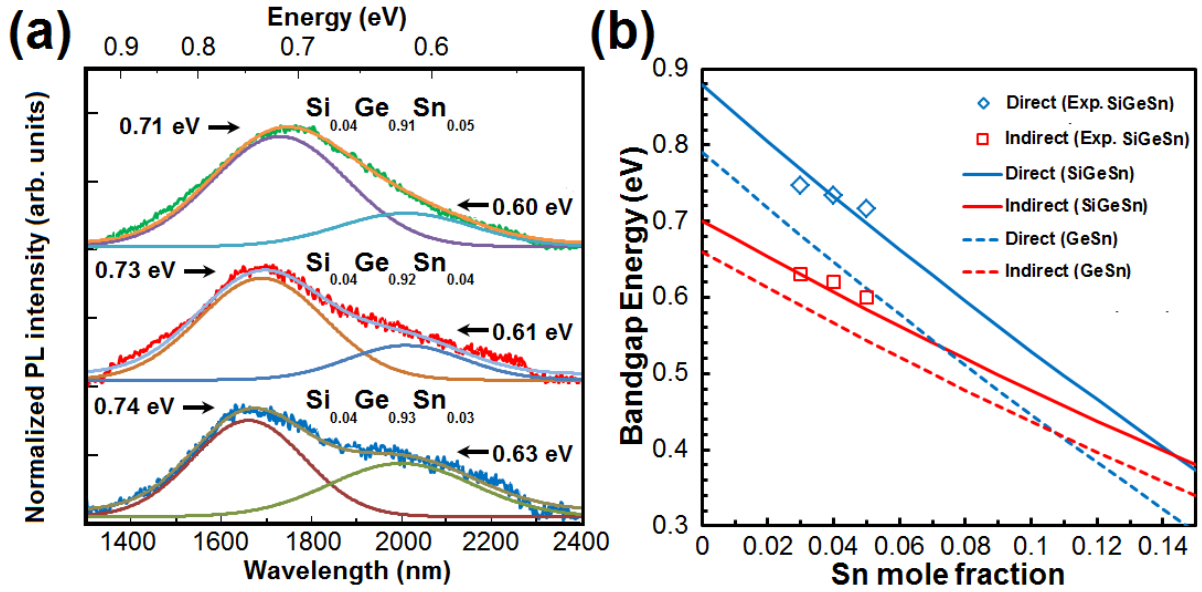 (a)
Energy (eV)
0.9 0.8 0.7 0.6
Normalized PL intensity (arb. units)
0.71 eV
Si0.04Ge0.91Sn0.05
0.60 eV
0.73 eV
Si0.04Ge0.92Sn0.04
0.61 eV
0.74 eV
Si0.04Ge0.93Sn0.03
0.63 eV
1400 1600 1800 2000 2200 2400
Wavelength (nm)
(b)
Bandgap Energy (eV)
0.9
0.8
0.7
0.6
0.5
0.4
0.3
Direct (Exp. SiGeSn)
Indirect (Exp. SiGeSn)
Direct (SiGeSn)
Indirect (SiGeSn)
Direct (GeSn)
Indirect (GeSn)
0 0.02 0.04 0.06 0.08 0.1 0.12 0.14
Sn mole fraction